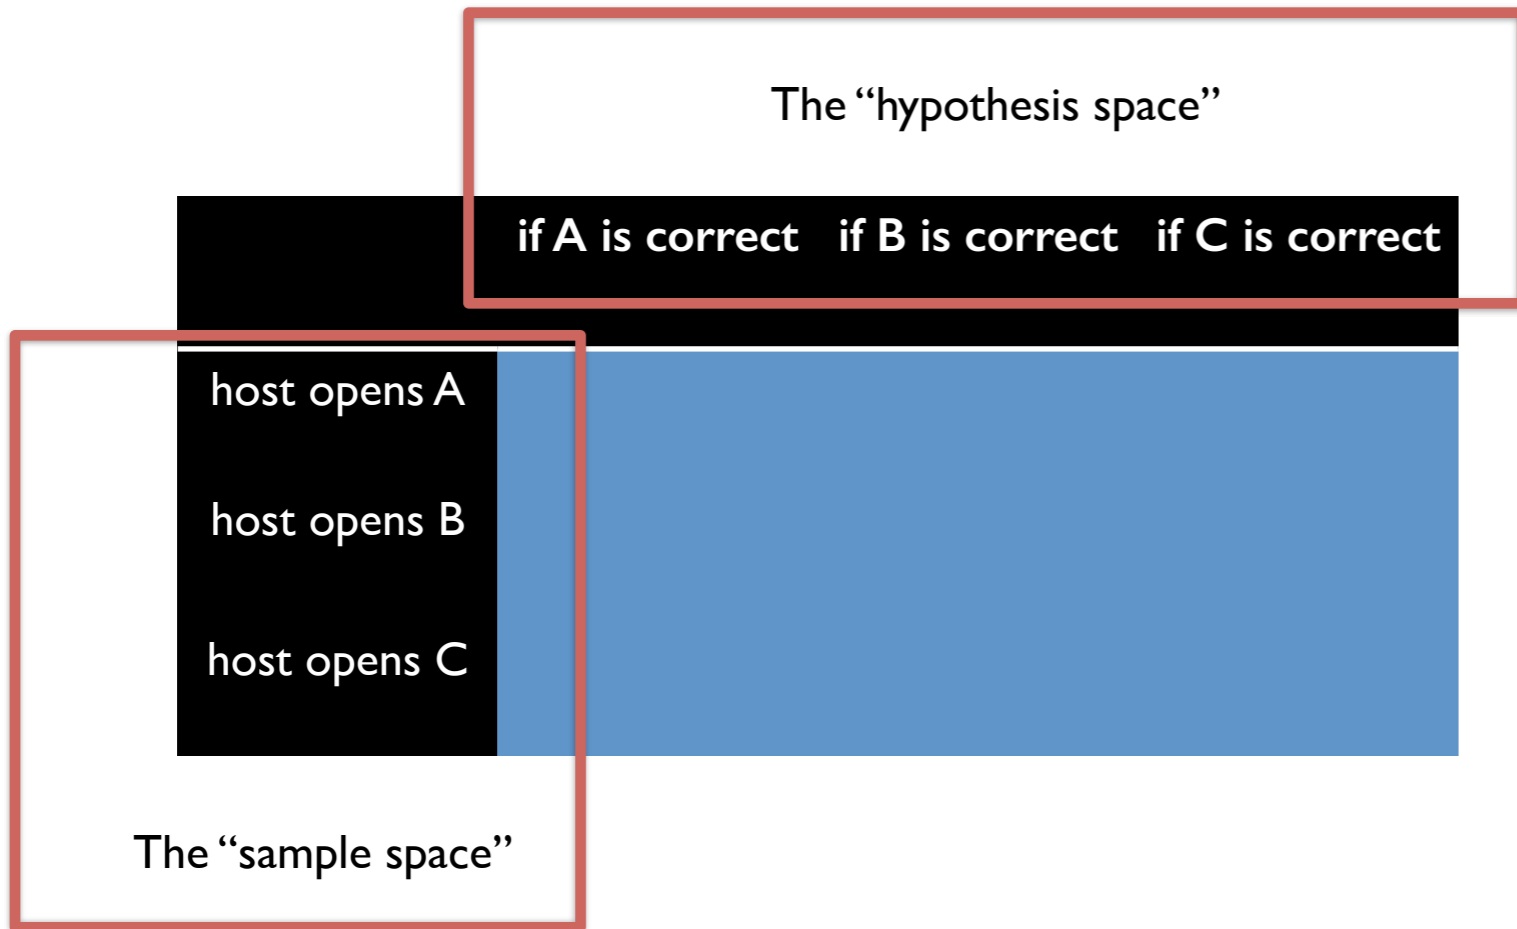 The “hypothesis space”
if A is correct if B is correct if C is correct
host opens A
host opens B
host opens C
The “sample space”